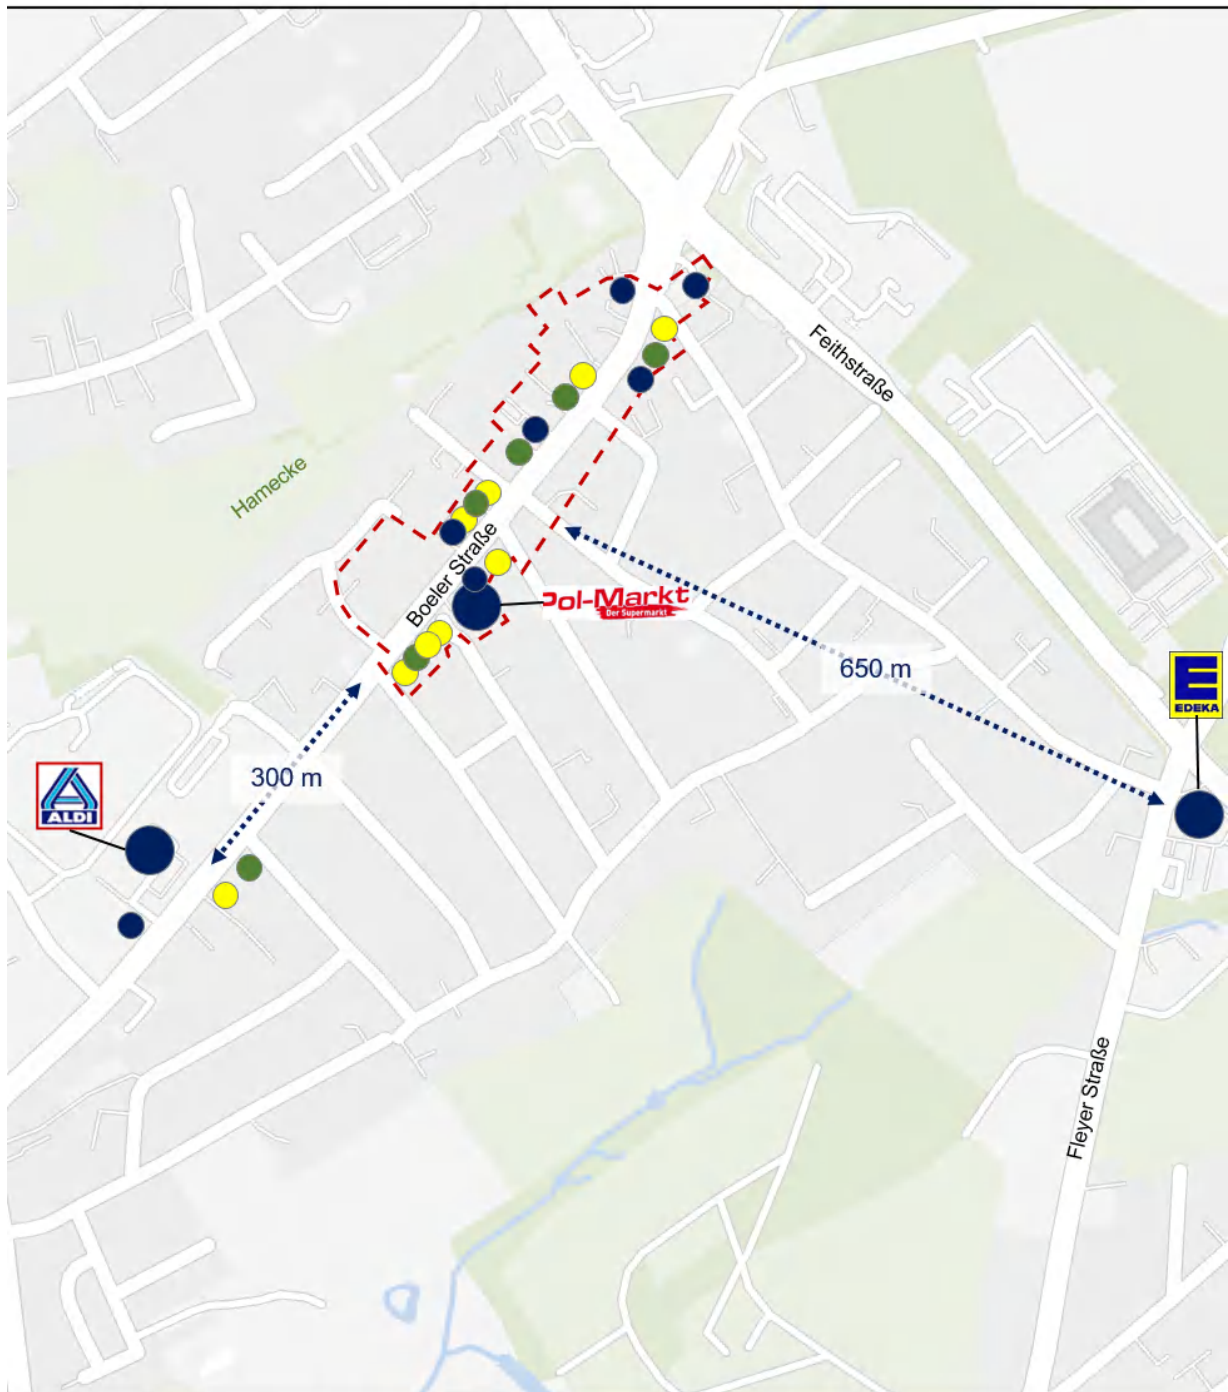 Feithstraße
Hamecke
Boeler Straße
Pol-Markt
Der Supermarkt
650 m
E
EDEKA
300 m
ALDI
Fleyer Straße